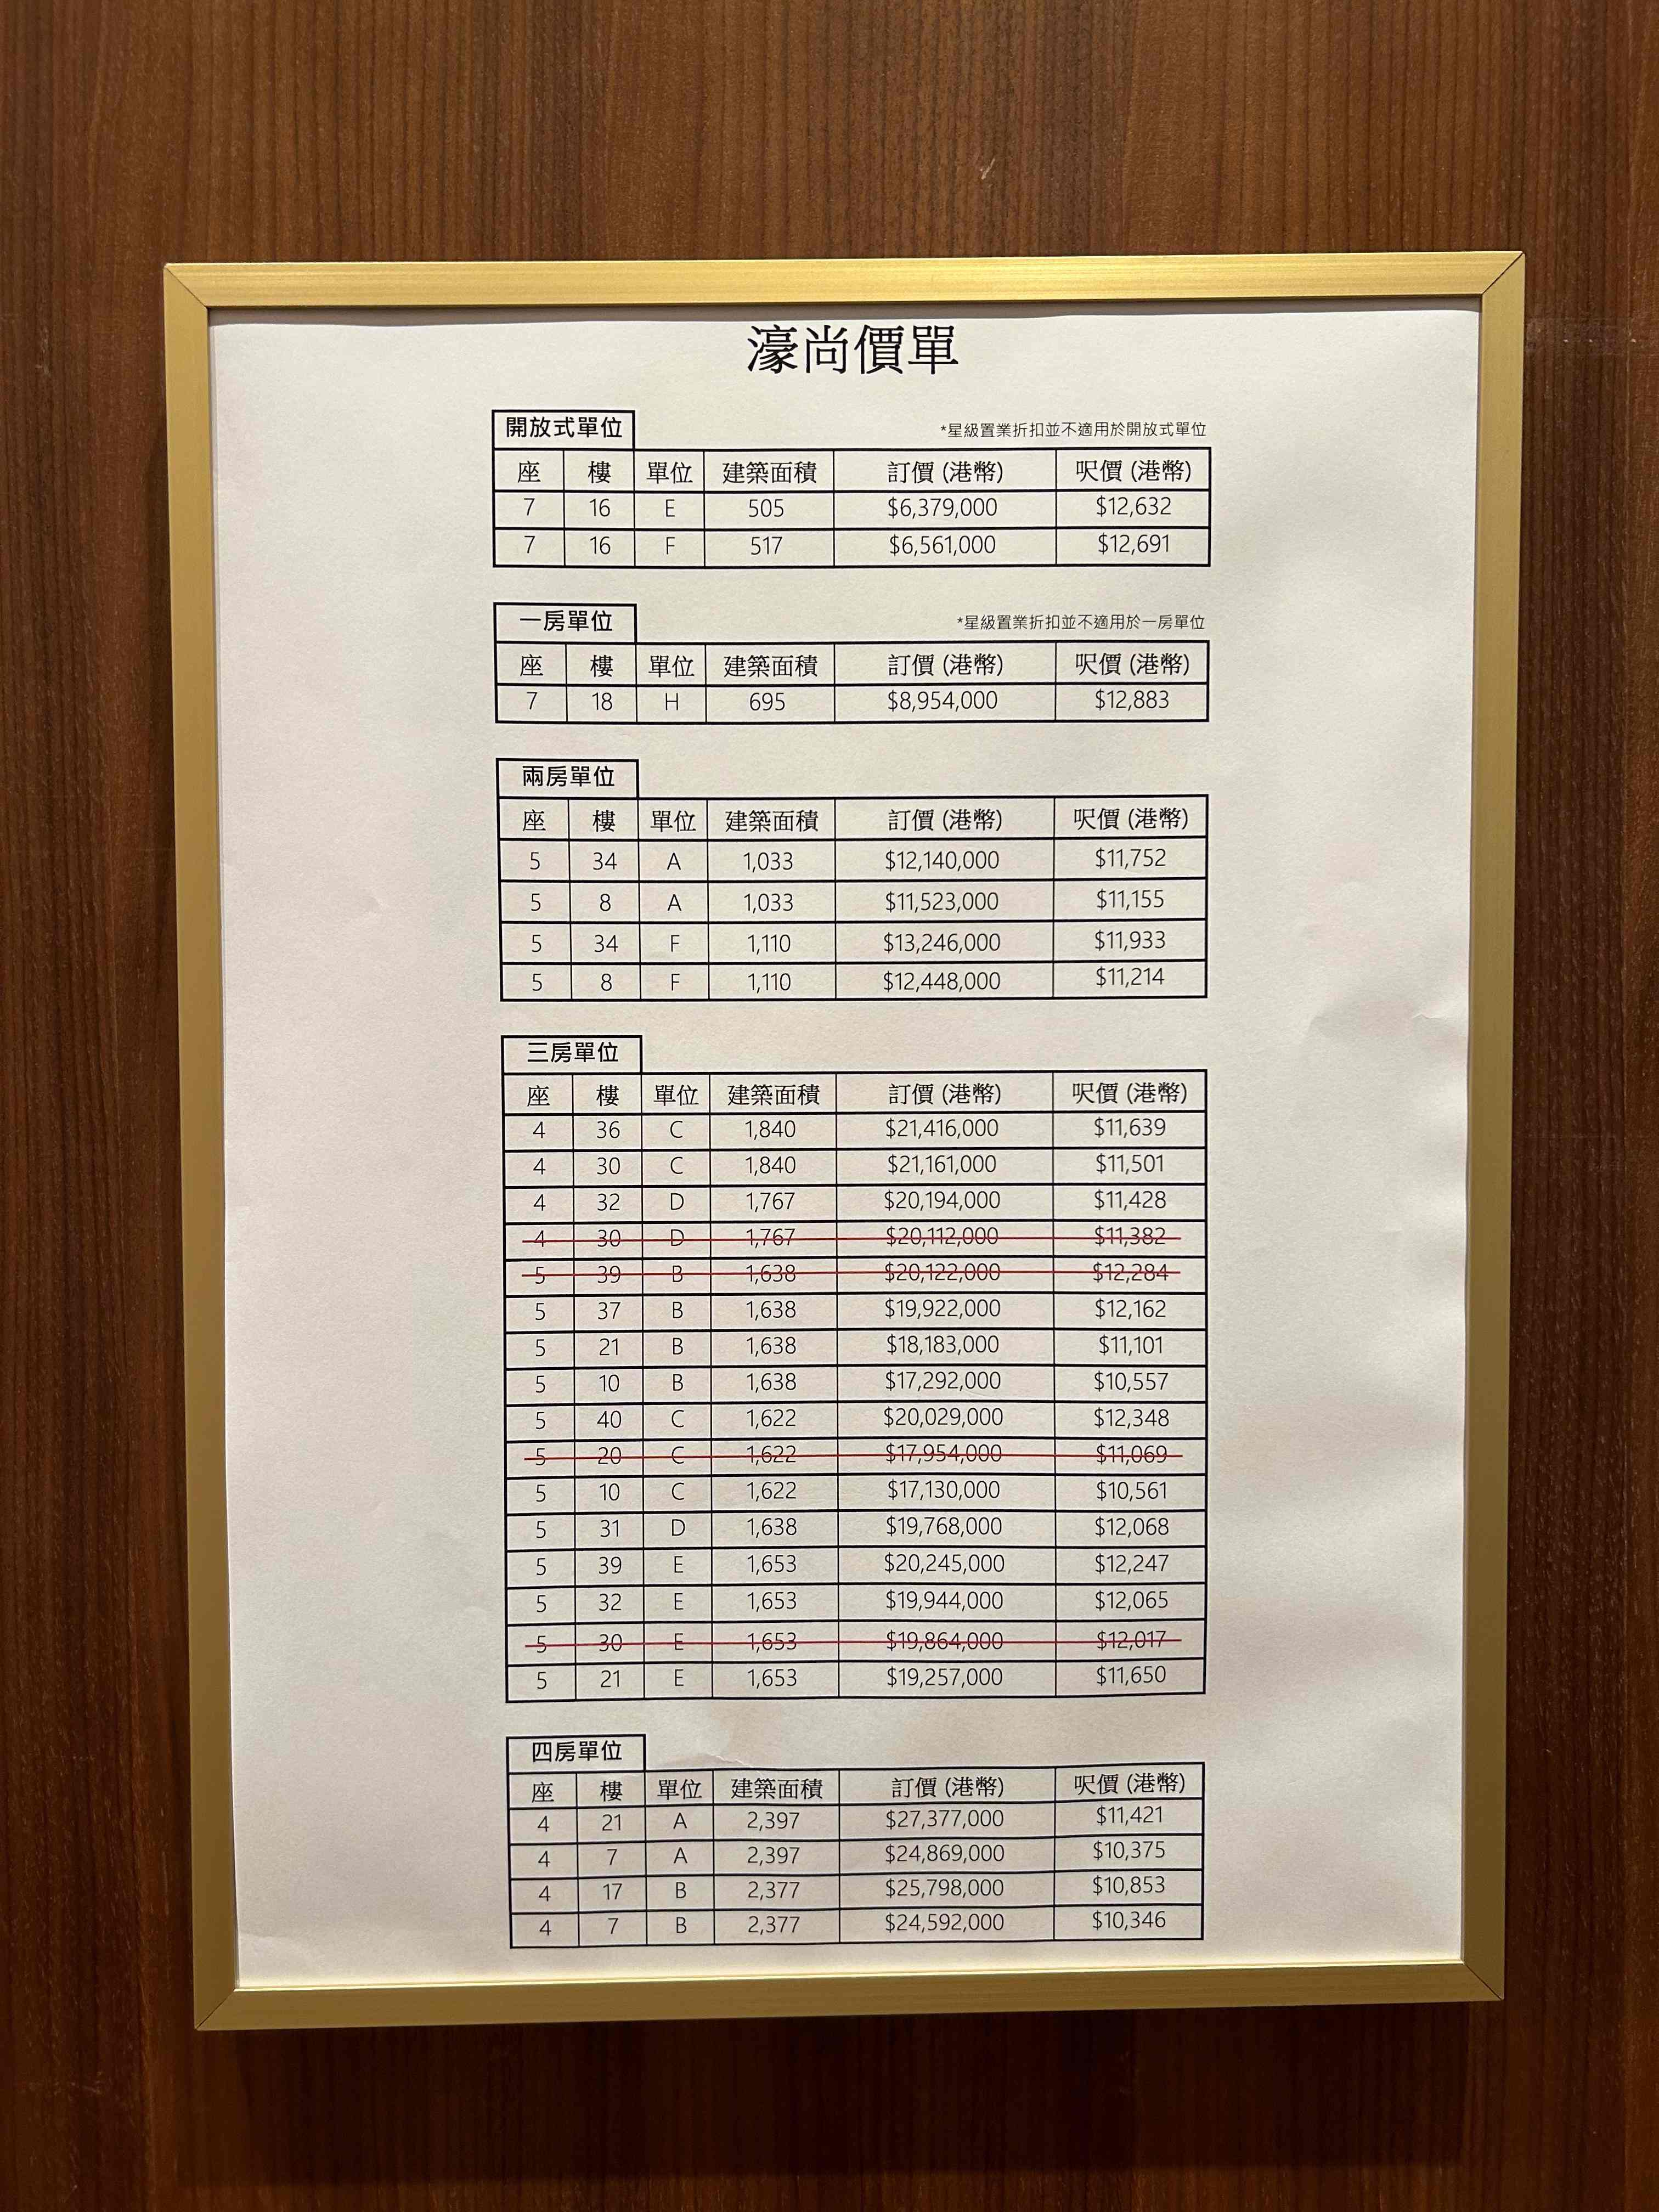 濠尚價單
開放式單位 *星級置業折扣並不適用於開放式單位
座 樓 單位 建築面積 訂價 (港幣) 呎價 (港幣)
7 16 E 505 $6,379,000 $12,632
7 16 F 517 $6,561,000 $12,691
一房單位 *星級置業折扣並不適用於一房單位
座 樓 單位 建築面積 訂價 (港幣) 呎價 (港幣)
7 18 H 695 $8,954,000 $12,883
兩房單位
座 樓 單位 建築面積 訂價 (港幣) 呎價 (港幣)
5 34 A 1,033 $12,140,000 $11,752
5 8 A 1,033 $11,523,000 $11,155
5 34 F 1,110 $13,246,000 $11,933
5 8 F 1,110 $12,448,000 $11,214
三房單位
座 樓 單位 建築面積 訂價 (港幣) 呎價 (港幣)
4 36 C 1,840 $21,416,000 $11,639
4 30 C 1,840 $21,161,000 $11,501
4 32 D 1,767 $20,194,000 $11,428
4 30 D 1,767 $20,112,000 $11,382
5 39 B 1,638 $20,122,000 $12,284
5 37 B 1,638 $19,922,000 $12,162
5 21 B 1,638 $18,183,000 $11,101
5 10 B 1,638 $17,292,000 $10,557
5 40 C 1,622 $20,029,000 $12,348
5 20 C 1,622 $17,954,000 $11,069
5 10 C 1,622 $17,130,000 $10,561
5 31 D 1,638 $19,768,000 $12,068
5 39 E 1,653 $20,245,000 $12,247
5 32 E 1,653 $19,944,000 $12,065
5 30 E 1,653 $19,864,000 $12,017
5 21 E 1,653 $19,257,000 $11,650
四房單位
座 樓 單位 建築面積 訂價 (港幣) 呎價 (港幣)
4 21 A 2,397 $27,377,000 $11,421
4 7 A 2,397 $24,869,000 $10,375
4 17 B 2,377 $25,798,000 $10,853
4 7 B 2,377 $24,592,000 $10,346